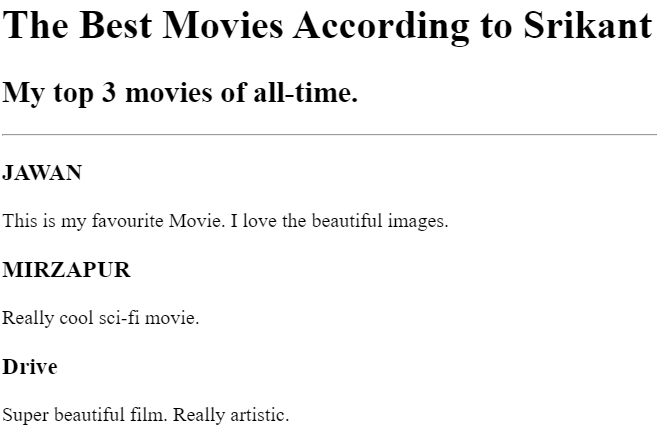 The Best Movies According to Srikant
My top 3 movies of all-time.
JAWAN
This is my favourite Movie. I love the beautiful images.
MIRZAPUR
Really cool sci-fi movie.
Drive
Super beautiful film. Really artistic.